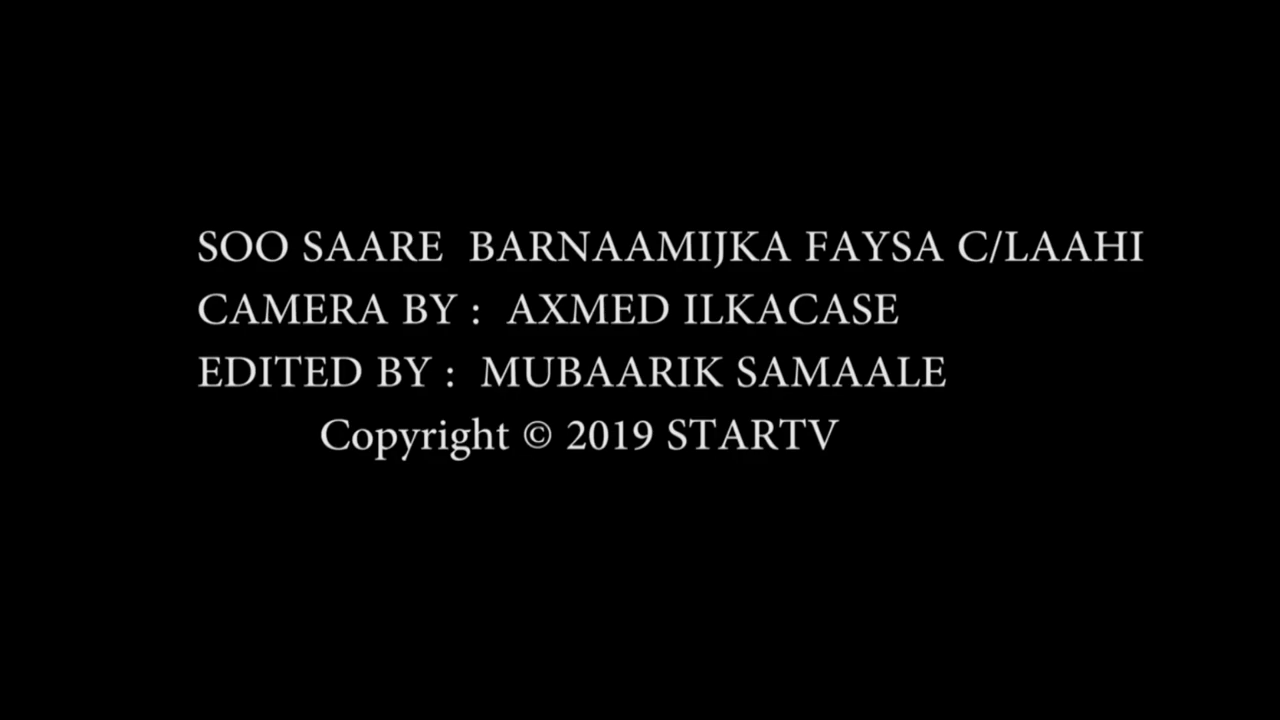 SOO SAARE  BARNAAMIJKA FAYSA C/LAAHI
CAMERA BY :  AXMED ILKACASE
EDITED BY :  MUBAARIK SAMAALE
Copyright © 2019 STARTV